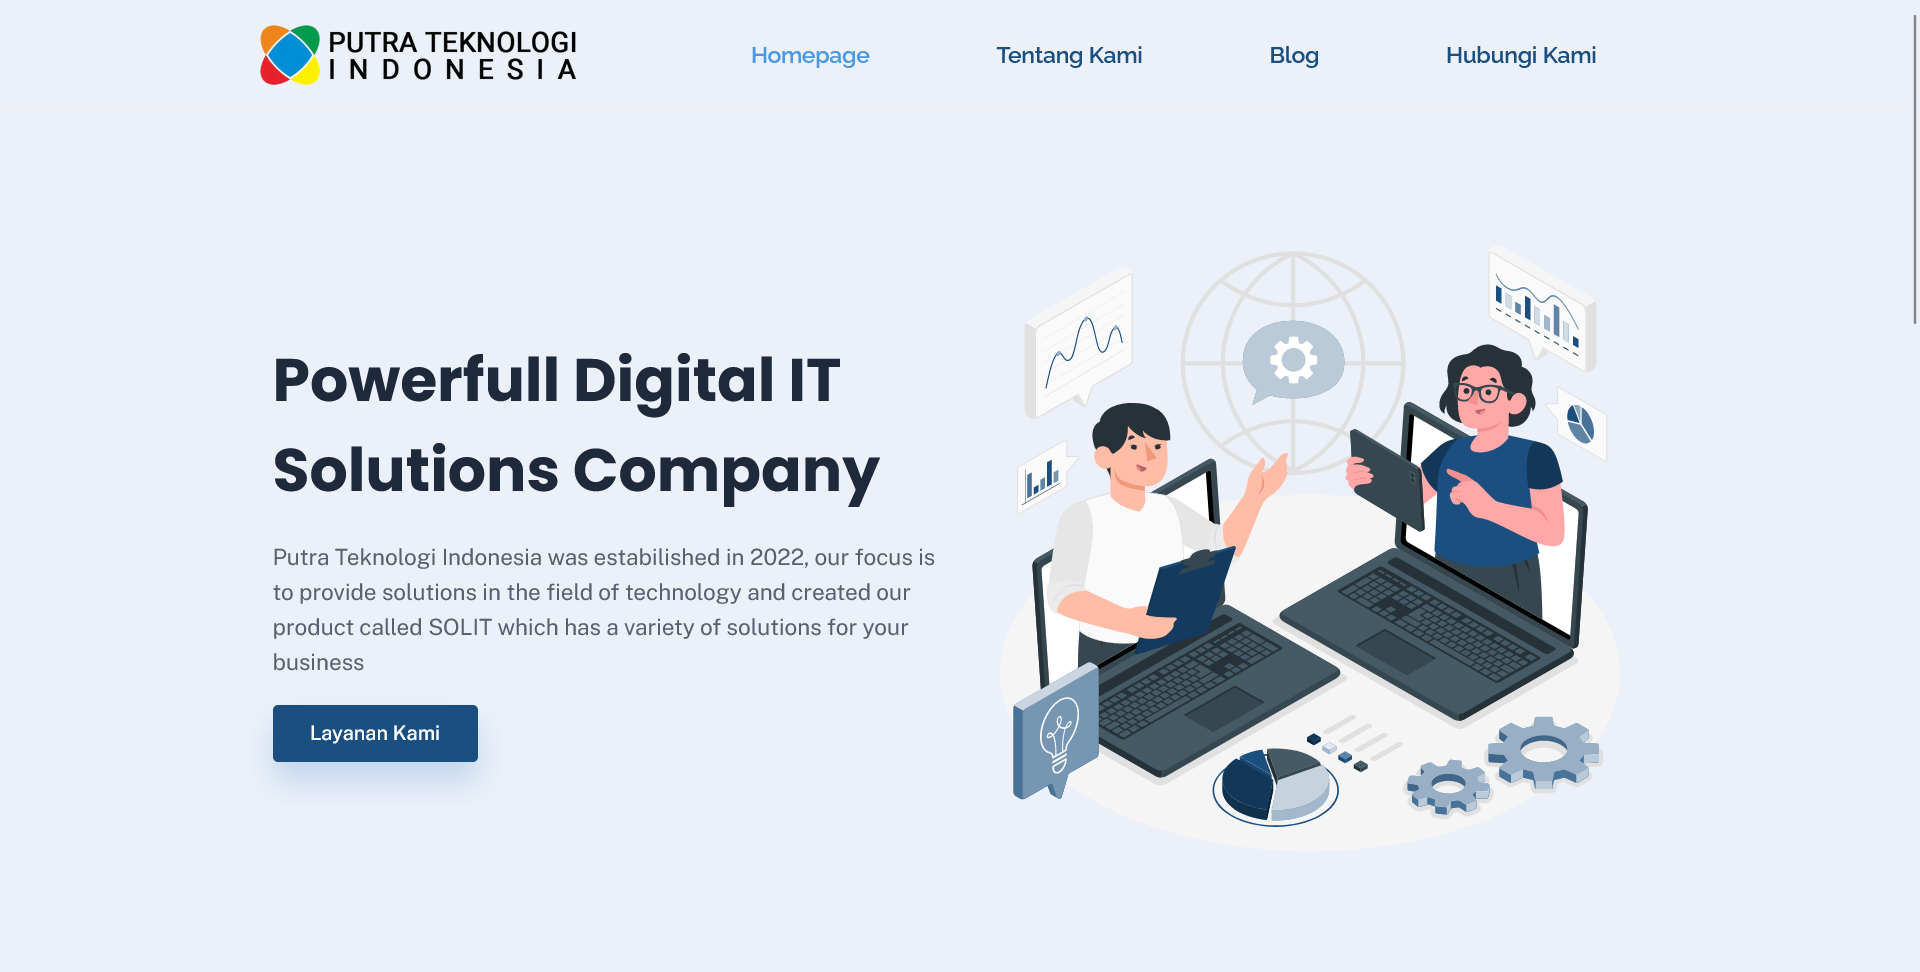 PUTRA TEKNOLOGI
INDONESIA
Homepage
Tentang Kami
Blog
Hubungi Kami
Powerfull Digital IT
Solutions Company
Putra Teknologi Indonesia was estabilished in 2022, our focus is
to provide solutions in the field of technology and created our
product called SOLIT which has a variety of solutions for your
business
Layanan Kami